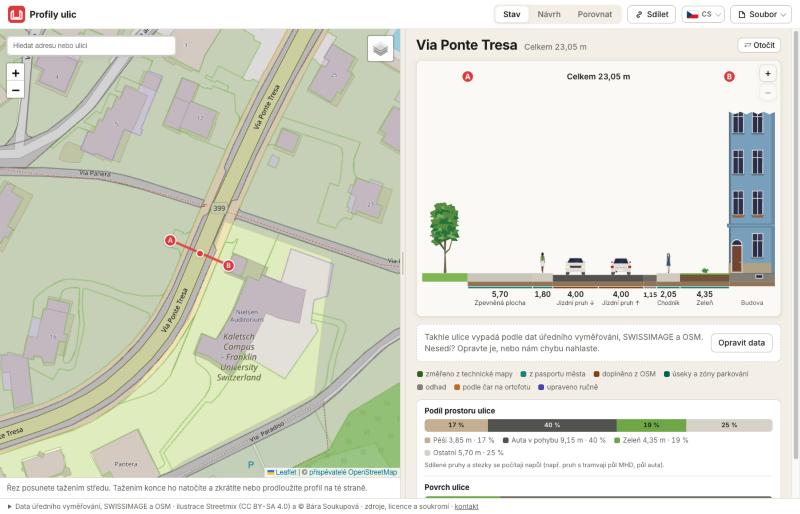 Profily ulic
Stav
Návrh
Porovnat
Sdílet
CS
Soubor
Hledat adresu nebo ulici
+
−
Via Ponte Tresa
Via Panera
399
A
B
Via Ponte Tresa
Nielsen
Auditorium
Kaletsch
Campus
- Franklin
University
Switzerland
Via Paradiso
Pantera
P
Leaflet | © přispěvatelé OpenStreetMap
Řez posunete tažením středu. Tažením konce ho natočíte a zkrátíte nebo prodloužíte profil na té straně.
Via Ponte Tresa Celkem 23,05 m
Otočit
A
Celkem 23,05 m
B
+
−
5,70 1,80 4,00 4,00 1,15 2,05 4,35
Zpevněná plocha Jízdní pruh ↓ Jízdní pruh ↑ Chodník Zeleň Budova
Takhle ulice vypadá podle dat úředního vyměřování, SWISSIMAGE a OSM.
Nesedí? Opravte je, nebo nám chybu nahlaste.
Opravit data
změřeno z technické mapy z pasportu města doplněno z OSM úseky a zóny parkování
odhad podle čar na ortofotu upraveno ručně
Podíl prostoru ulice
17 % 40 % 19 % 25 %
Pěší 3,85 m · 17 % Auta v pohybu 9,15 m · 40 % Zeleň 4,35 m · 19 %
Ostatní 5,70 m · 25 %
Sdílené pruhy a stezky se počítají napůl (např. pruh s tramvají půl MHD, půl auta).
Povrch ulice
Data úředního vyměřování, SWISSIMAGE a OSM · ilustrace Streetmix (CC BY-SA 4.0) a © Bára Soukupová · zdroje, licence a soukromí · kontakt